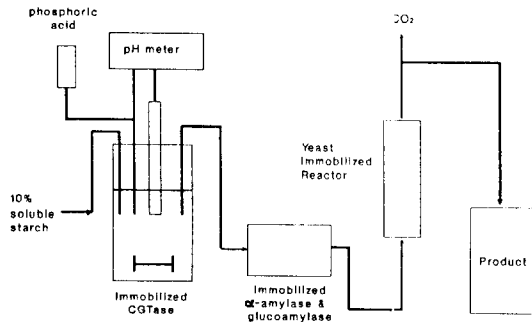 phosphoric
acid
pH meter
CO₂
Yeast
Immobilized
Reactor
10%
soluble
starch
Product
Immobilized
CGTase
Immobilized
α-amylase &
glucoamylase